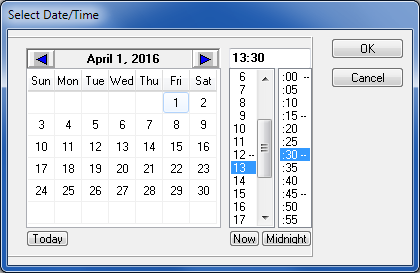 Select Date/Time
April 1, 2016
Sun Mon Tue Wed Thu Fri Sat
1 2
3 4 5 6 7 8 9
10 11 12 13 14 15 16
17 18 19 20 21 22 23
24 25 26 27 28 29 30
Today
13:30
6
7
8
9
10
11
12 --
13
14
15
16
17
Now
:00 --
:05
:10
:15 --
:20
:25
:30 --
:35
:40
:45 --
:50
:55
Midnight
OK
Cancel